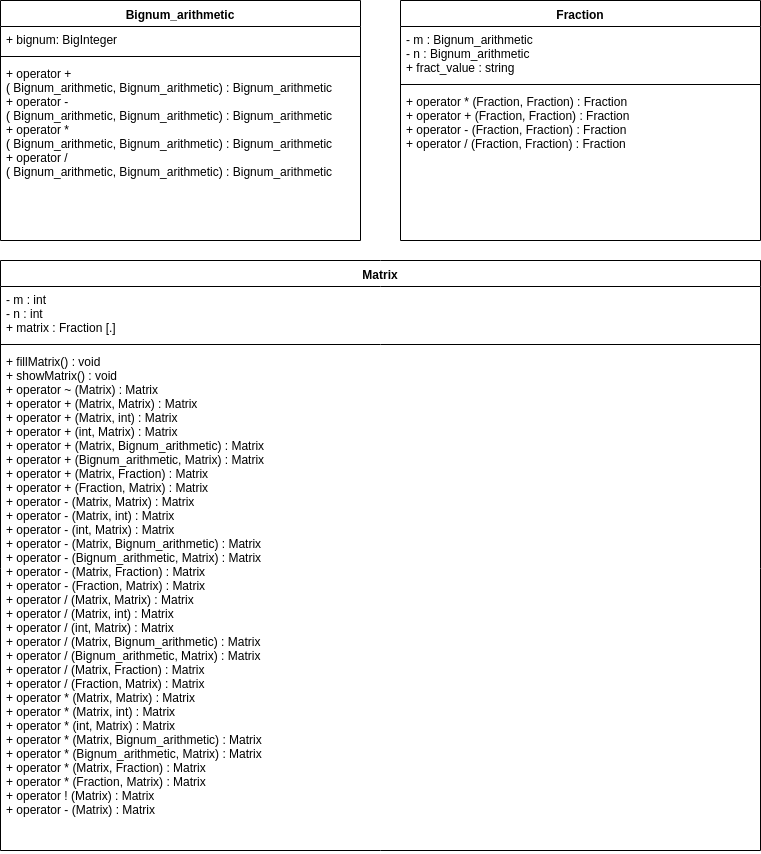 Bignum_arithmetic
+ bignum: BigInteger
+ operator +
( Bignum_arithmetic, Bignum_arithmetic) : Bignum_arithmetic
+ operator -
( Bignum_arithmetic, Bignum_arithmetic) : Bignum_arithmetic
+ operator *
( Bignum_arithmetic, Bignum_arithmetic) : Bignum_arithmetic
+ operator /
( Bignum_arithmetic, Bignum_arithmetic) : Bignum_arithmetic
Fraction
- m : Bignum_arithmetic
- n : Bignum_arithmetic
+ fract_value : string
+ operator * (Fraction, Fraction) : Fraction
+ operator + (Fraction, Fraction) : Fraction
+ operator - (Fraction, Fraction) : Fraction
+ operator / (Fraction, Fraction) : Fraction
Matrix
- m : int
- n : int
+ matrix : Fraction [.]
+ fillMatrix() : void
+ showMatrix() : void
+ operator ~ (Matrix) : Matrix
+ operator + (Matrix, Matrix) : Matrix
+ operator + (Matrix, int) : Matrix
+ operator + (int, Matrix) : Matrix
+ operator + (Matrix, Bignum_arithmetic) : Matrix
+ operator + (Bignum_arithmetic, Matrix) : Matrix
+ operator + (Matrix, Fraction) : Matrix
+ operator + (Fraction, Matrix) : Matrix
+ operator - (Matrix, Matrix) : Matrix
+ operator - (Matrix, int) : Matrix
+ operator - (int, Matrix) : Matrix
+ operator - (Matrix, Bignum_arithmetic) : Matrix
+ operator - (Bignum_arithmetic, Matrix) : Matrix
+ operator - (Matrix, Fraction) : Matrix
+ operator - (Fraction, Matrix) : Matrix
+ operator / (Matrix, Matrix) : Matrix
+ operator / (Matrix, int) : Matrix
+ operator / (int, Matrix) : Matrix
+ operator / (Matrix, Bignum_arithmetic) : Matrix
+ operator / (Bignum_arithmetic, Matrix) : Matrix
+ operator / (Matrix, Fraction) : Matrix
+ operator / (Fraction, Matrix) : Matrix
+ operator * (Matrix, Matrix) : Matrix
+ operator * (Matrix, int) : Matrix
+ operator * (int, Matrix) : Matrix
+ operator * (Matrix, Bignum_arithmetic) : Matrix
+ operator * (Bignum_arithmetic, Matrix) : Matrix
+ operator * (Matrix, Fraction) : Matrix
+ operator * (Fraction, Matrix) : Matrix
+ operator ! (Matrix) : Matrix
+ operator - (Matrix) : Matrix